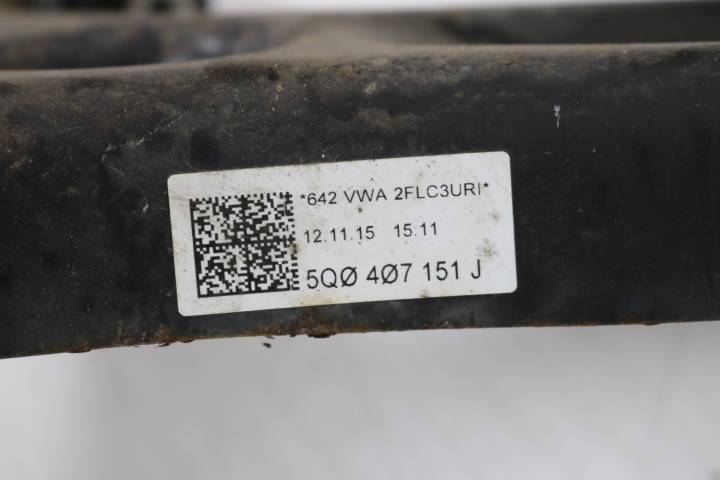 *642 VWA 2FLC3URI*
12.11.15 15.11
5QØ 4Ø7 151 J